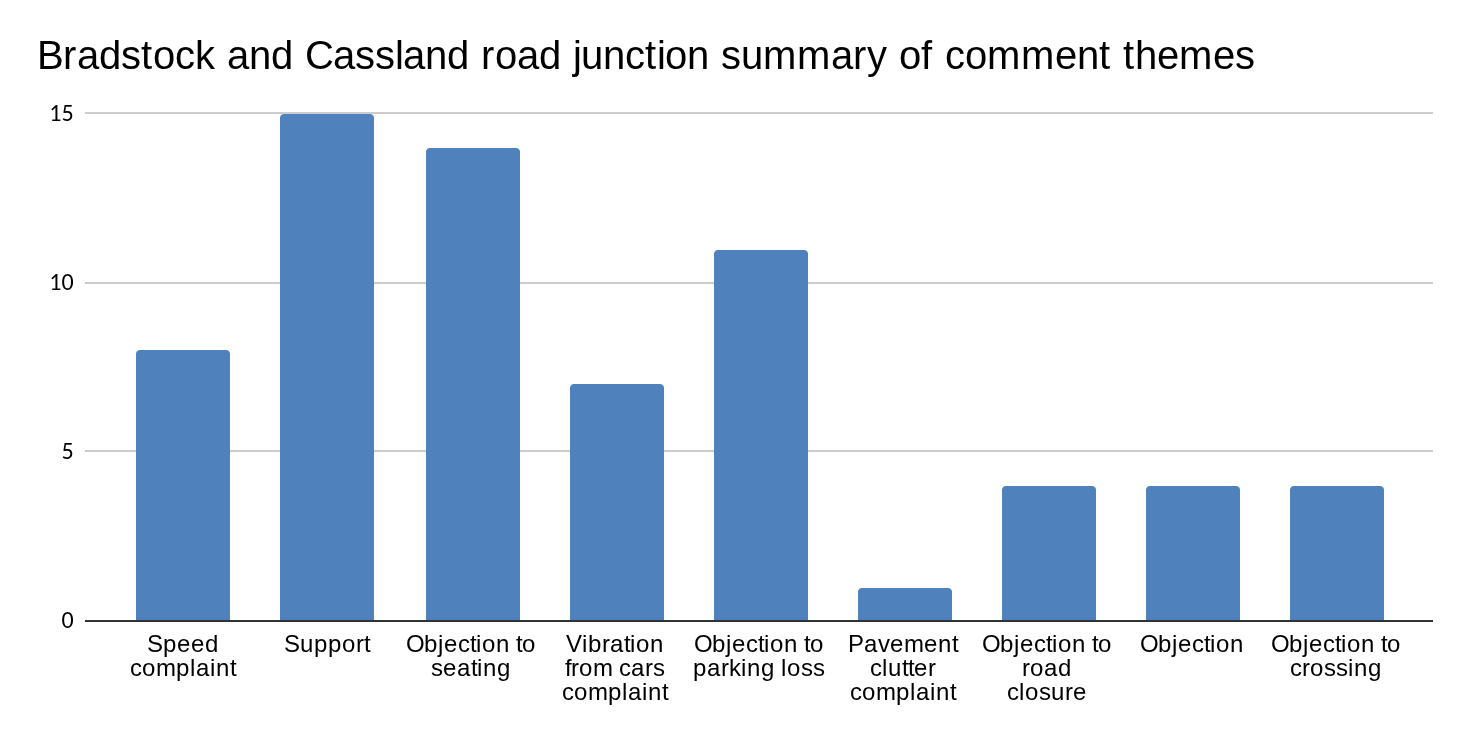 Bradstock and Cassland road junction summary of comment themes
15
10
5
0
Speed
complaint
Support
Objection to
seating
Vibration
from cars
complaint
Objection to
parking loss
Pavement
clutter
complaint
Objection to
road
closure
Objection
Objection to
crossing